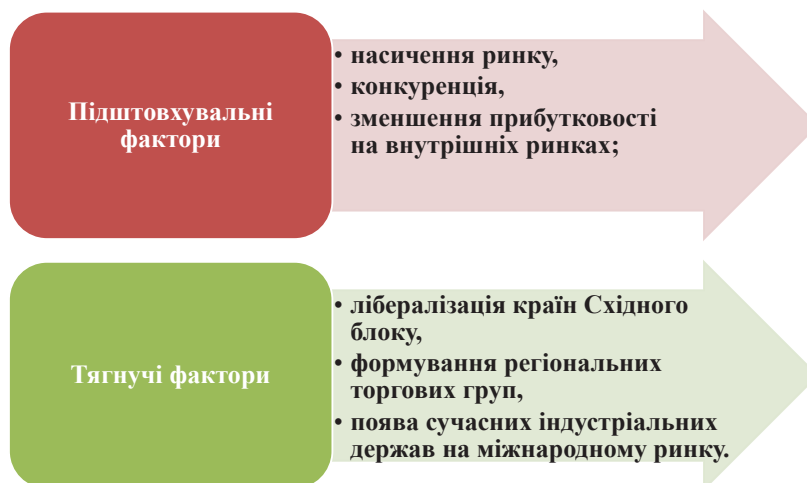 Підштовхувальні
фактори
• насичення ринку,
• конкуренція,
• зменшення прибутковості
на внутрішніх ринках;
Тягнучі фактори
• лібералізація країн Східного
блоку,
• формування регіональних
торгових груп,
• поява сучасних індустріальних
держав на міжнародному ринку.